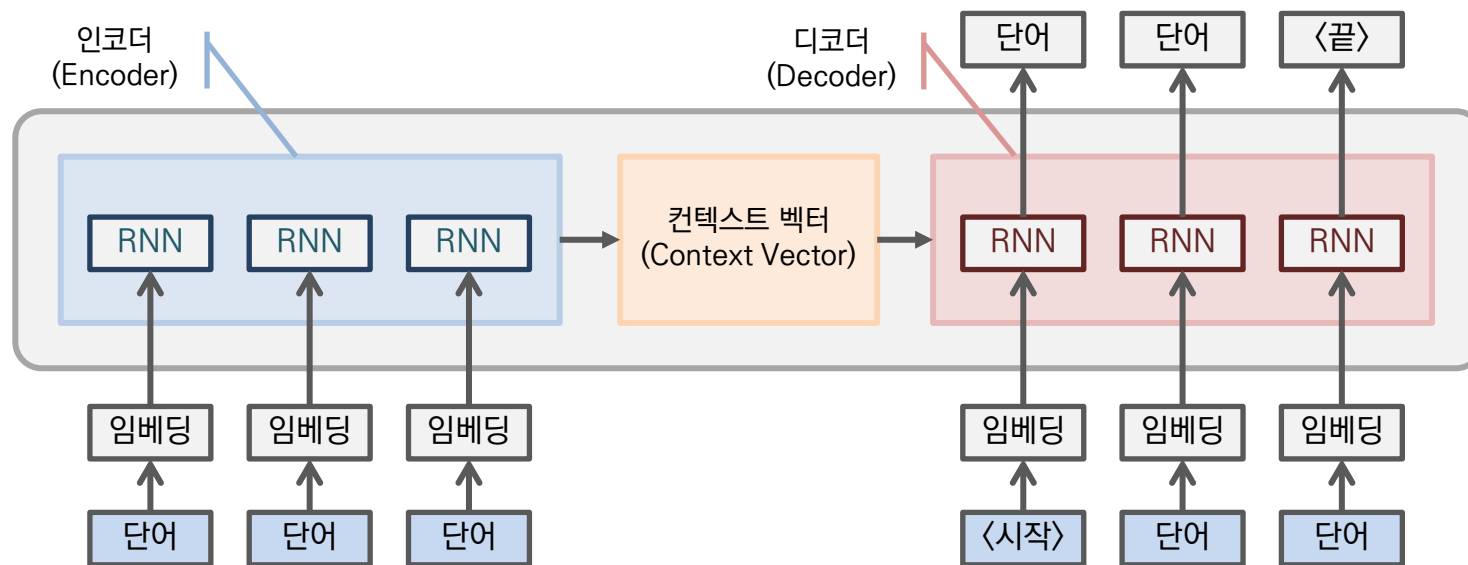 인코더
(Encoder)
디코더
(Decoder)
단어
단어
〈끝〉
RNN
RNN
RNN
컨텍스트 벡터
(Context Vector)
RNN
RNN
RNN
임베딩
임베딩
임베딩
임베딩
임베딩
임베딩
단어
단어
단어
〈시작〉
단어
단어